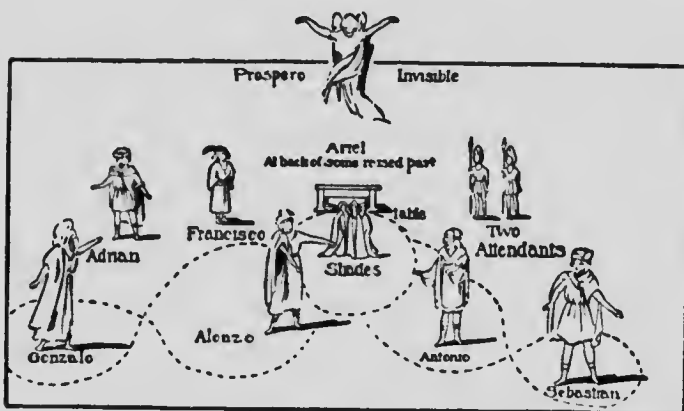 Prospero Invisible
Ariel
At back of some raised part
table
Francisco
Two
Attendants
Adrian
Shades
Alonzo
Gonzalo
Antonio
Sebastian